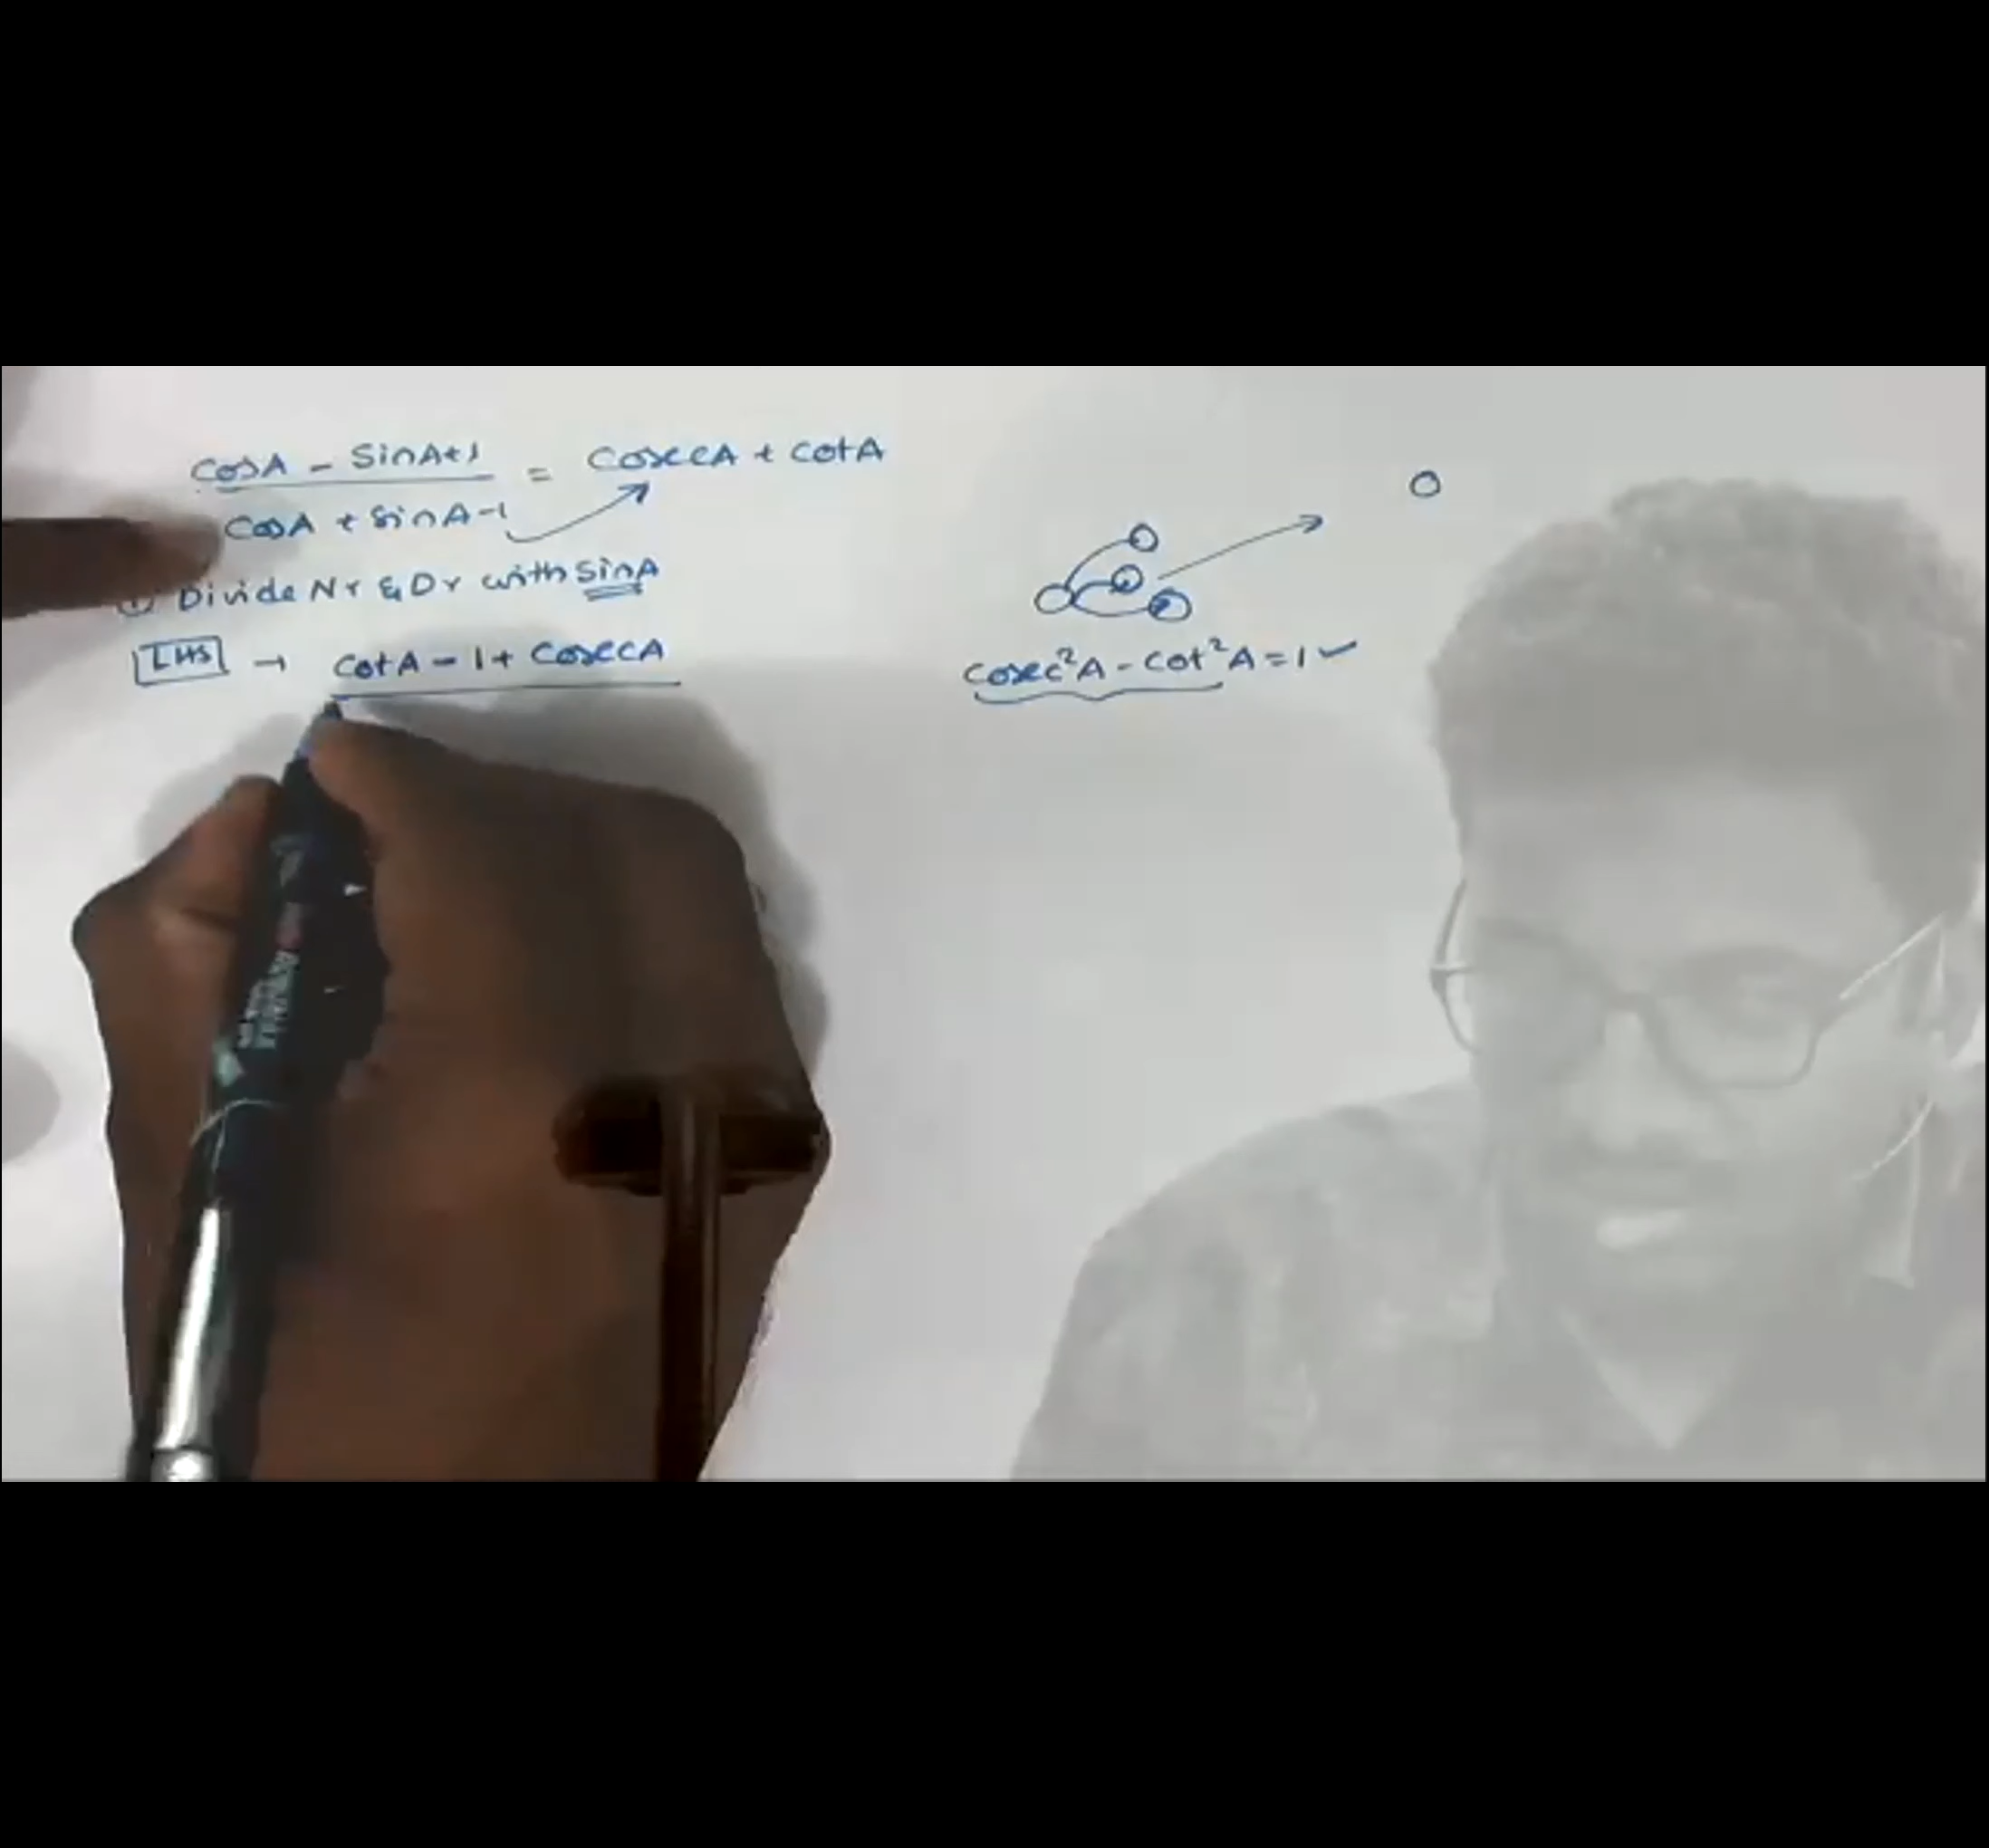 CosA - SinA+1 = CosecA + cotA
CosA + SinA-1
① Divide Nr & Dr with SinA
LHS → cotA - 1 + CosecA
Cosec²A - Cot²A = 1 ✓